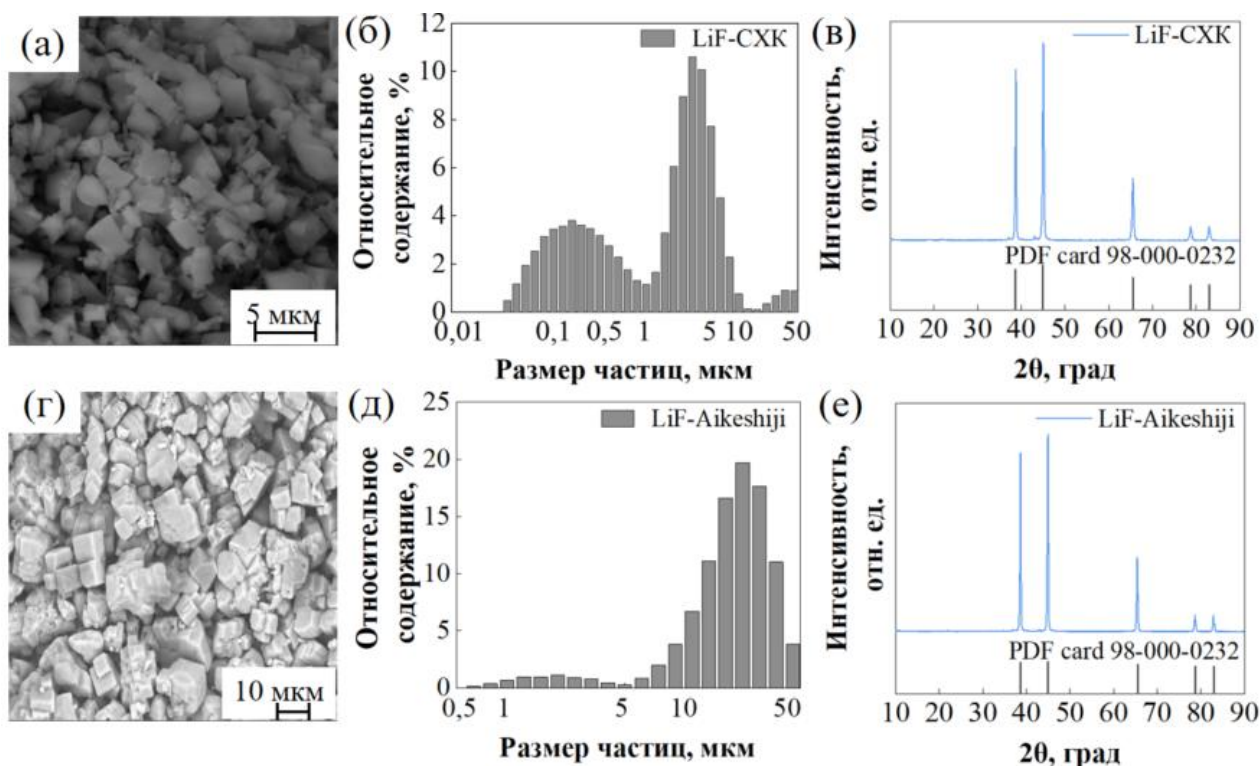 (а)
5 мкм
(б)
Относительное
содержание, %
12
10
8
6
4
2
0
LiF-СХК
0,01 0,1 0,5 1 5 10 50
Размер частиц, мкм
(в)
Интенсивность,
отн. ед.
LiF-СХК
PDF card 98-000-0232
10 20 30 40 50 60 70 80 90
2θ, град
(г)
10 мкм
(д)
Относительное
содержание, %
25
20
15
10
5
0
LiF-Aikeshiji
0,5 1 5 10 50
Размер частиц, мкм
(е)
Интенсивность,
отн. ед.
LiF-Aikeshiji
PDF card 98-000-0232
10 20 30 40 50 60 70 80 90
2θ, град